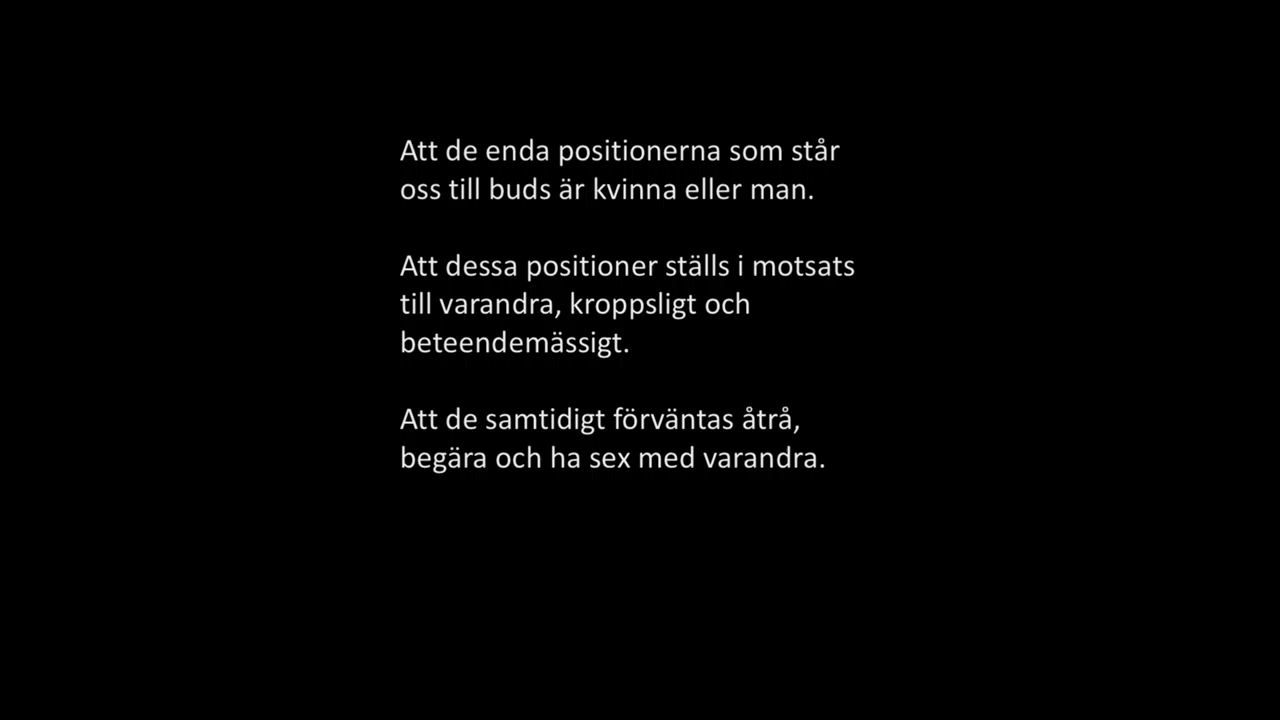 Att de enda positionerna som står
oss till buds är kvinna eller man.
Att dessa positioner ställs i motsats
till varandra, kroppsligt och
beteendemässigt.
Att de samtidigt förväntas åtrå,
begära och ha sex med varandra.